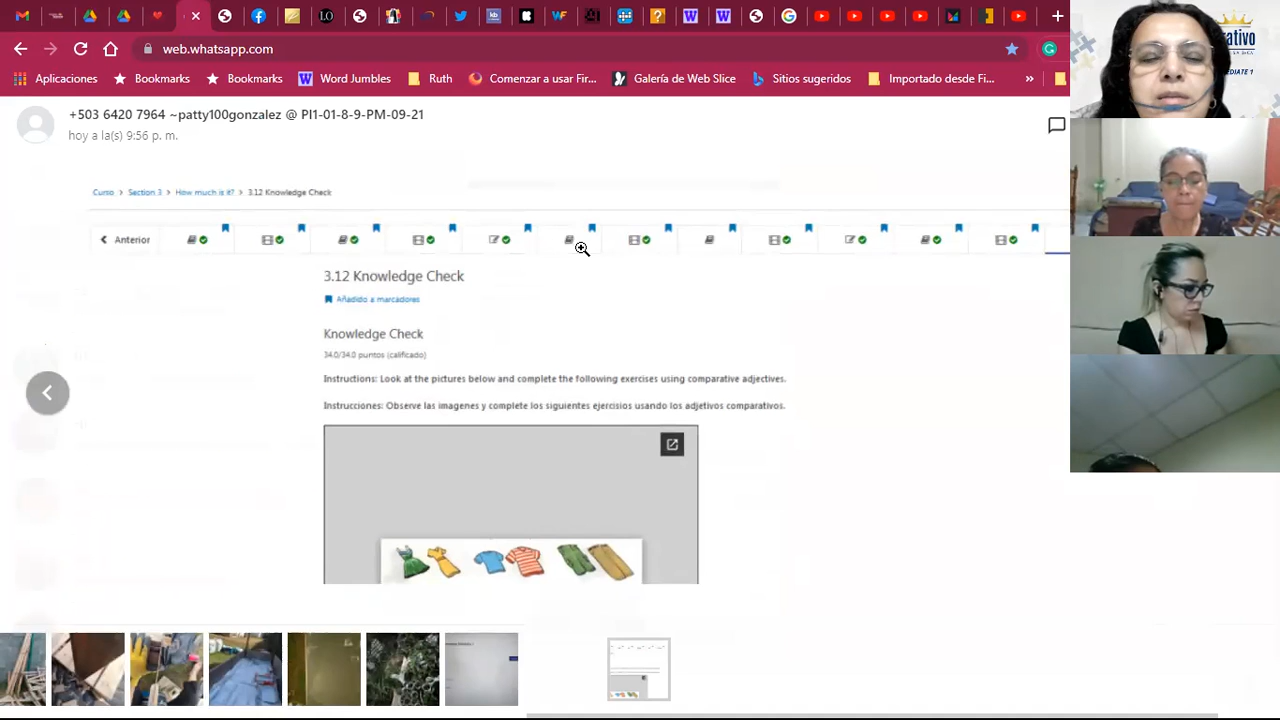 web.whatsapp.com
Aplicaciones
Bookmarks
Bookmarks
Word Jumbles
Ruth
Comenzar a usar Fir...
Galería de Web Slice
Sitios sugeridos
Importado desde Fi...
»
rativo
EDIATE 1
+503 6420 7964 ~patty100gonzalez @ PI1-01-8-9-PM-09-21
hoy a la(s) 9:56 p. m.
Curso > Section 3 > How much is it? > 3.12 Knowledge Check
Anterior
3.12 Knowledge Check
Añadido a marcadores
Knowledge Check
34.0/34.0 puntos (calificado)
Instructions: Look at the pictures below and complete the following exercises using comparative adjectives.
Instrucciones: Observe las imagenes y complete los siguientes ejercisios usando los adjetivos comparativos.